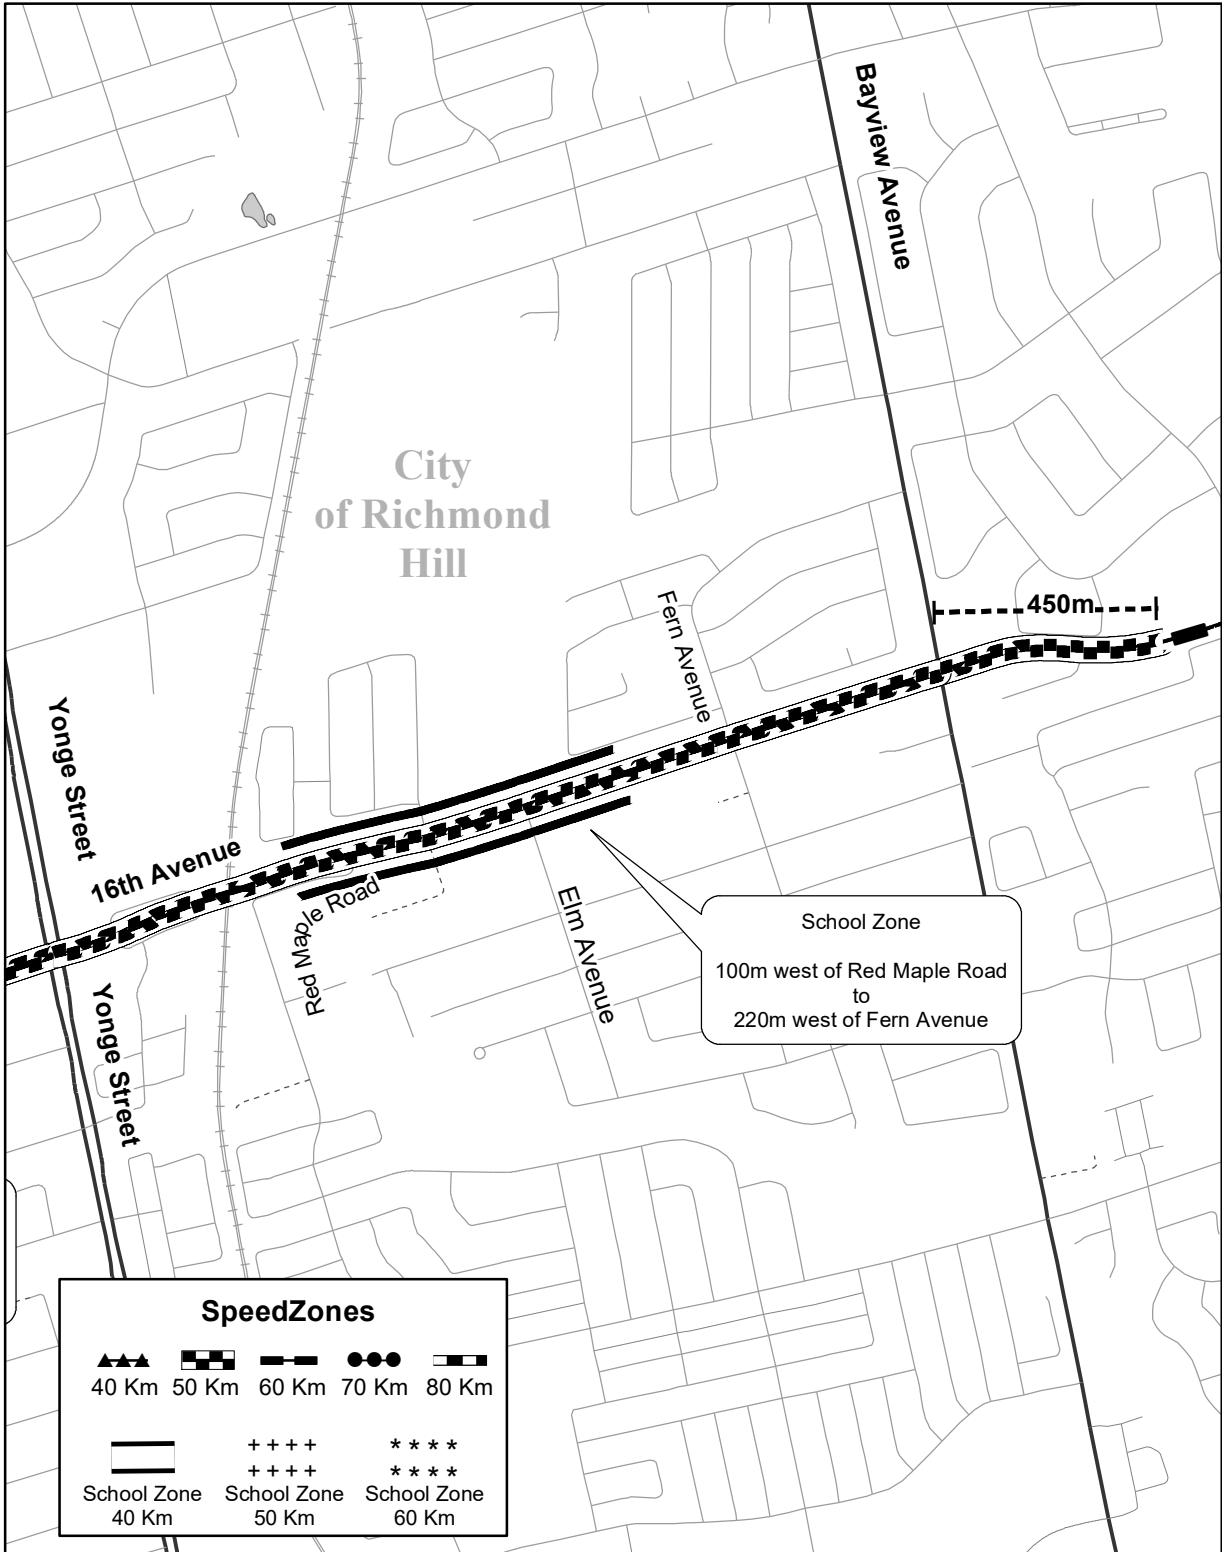 Bayview Avenue
City
of Richmond
Hill
450m
Fern Avenue
Yonge Street
16th Avenue
Red Maple Road
Elm Avenue
School Zone
100m west of Red Maple Road
to
220m west of Fern Avenue
Yonge Street
SpeedZones
40 Km 50 Km 60 Km 70 Km 80 Km
School Zone School Zone School Zone
40 Km 50 Km 60 Km